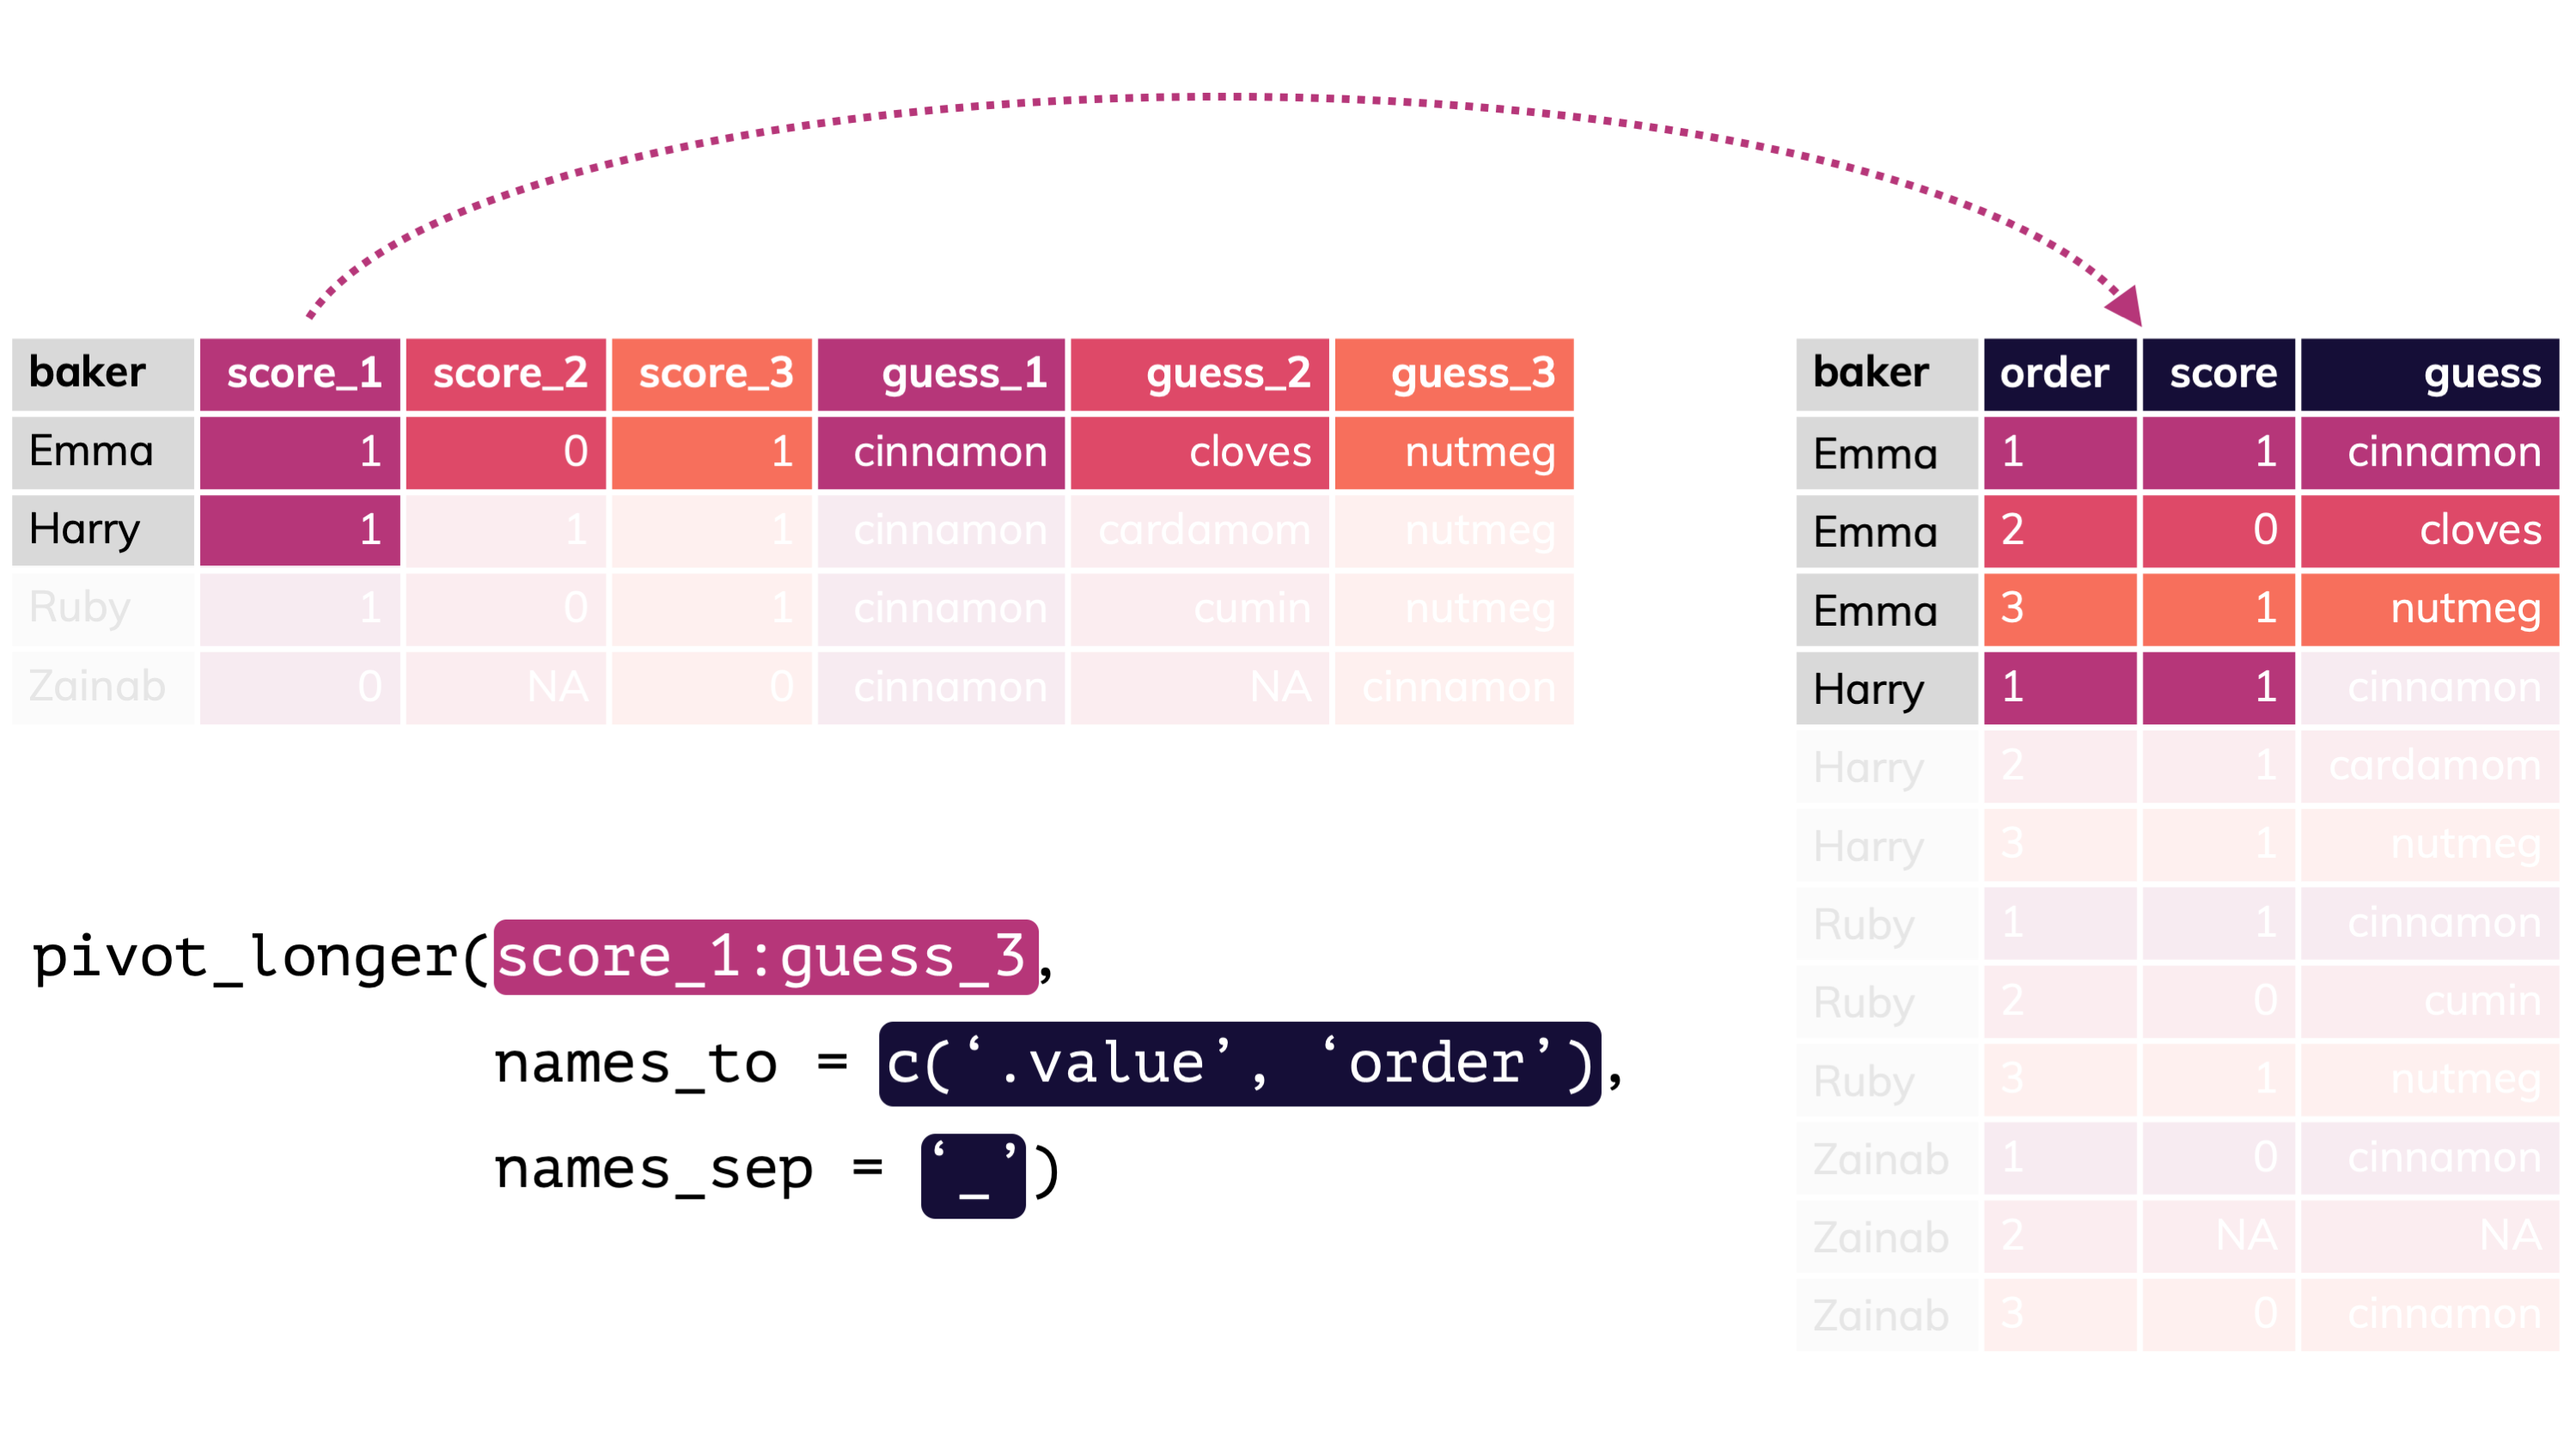 baker score_1 score_2 score_3 guess_1 guess_2 guess_3
Emma 1 0 1 cinnamon cloves nutmeg
Harry 1 1 1 cinnamon cardamom nutmeg
Ruby 1 0 1 cinnamon cumin nutmeg
Zainab 0 NA 0 cinnamon NA cinnamon
pivot_longer(score_1:guess_3,
names_to = c(‘.value’, ‘order’),
names_sep = ‘_’)
baker order score guess
Emma 1 1 cinnamon
Emma 2 0 cloves
Emma 3 1 nutmeg
Harry 1 1 cinnamon
Harry 2 1 cardamom
Harry 3 1 nutmeg
Ruby 1 1 cinnamon
Ruby 2 0 cumin
Ruby 3 1 nutmeg
Zainab 1 0 cinnamon
Zainab 2 NA NA
Zainab 3 0 cinnamon